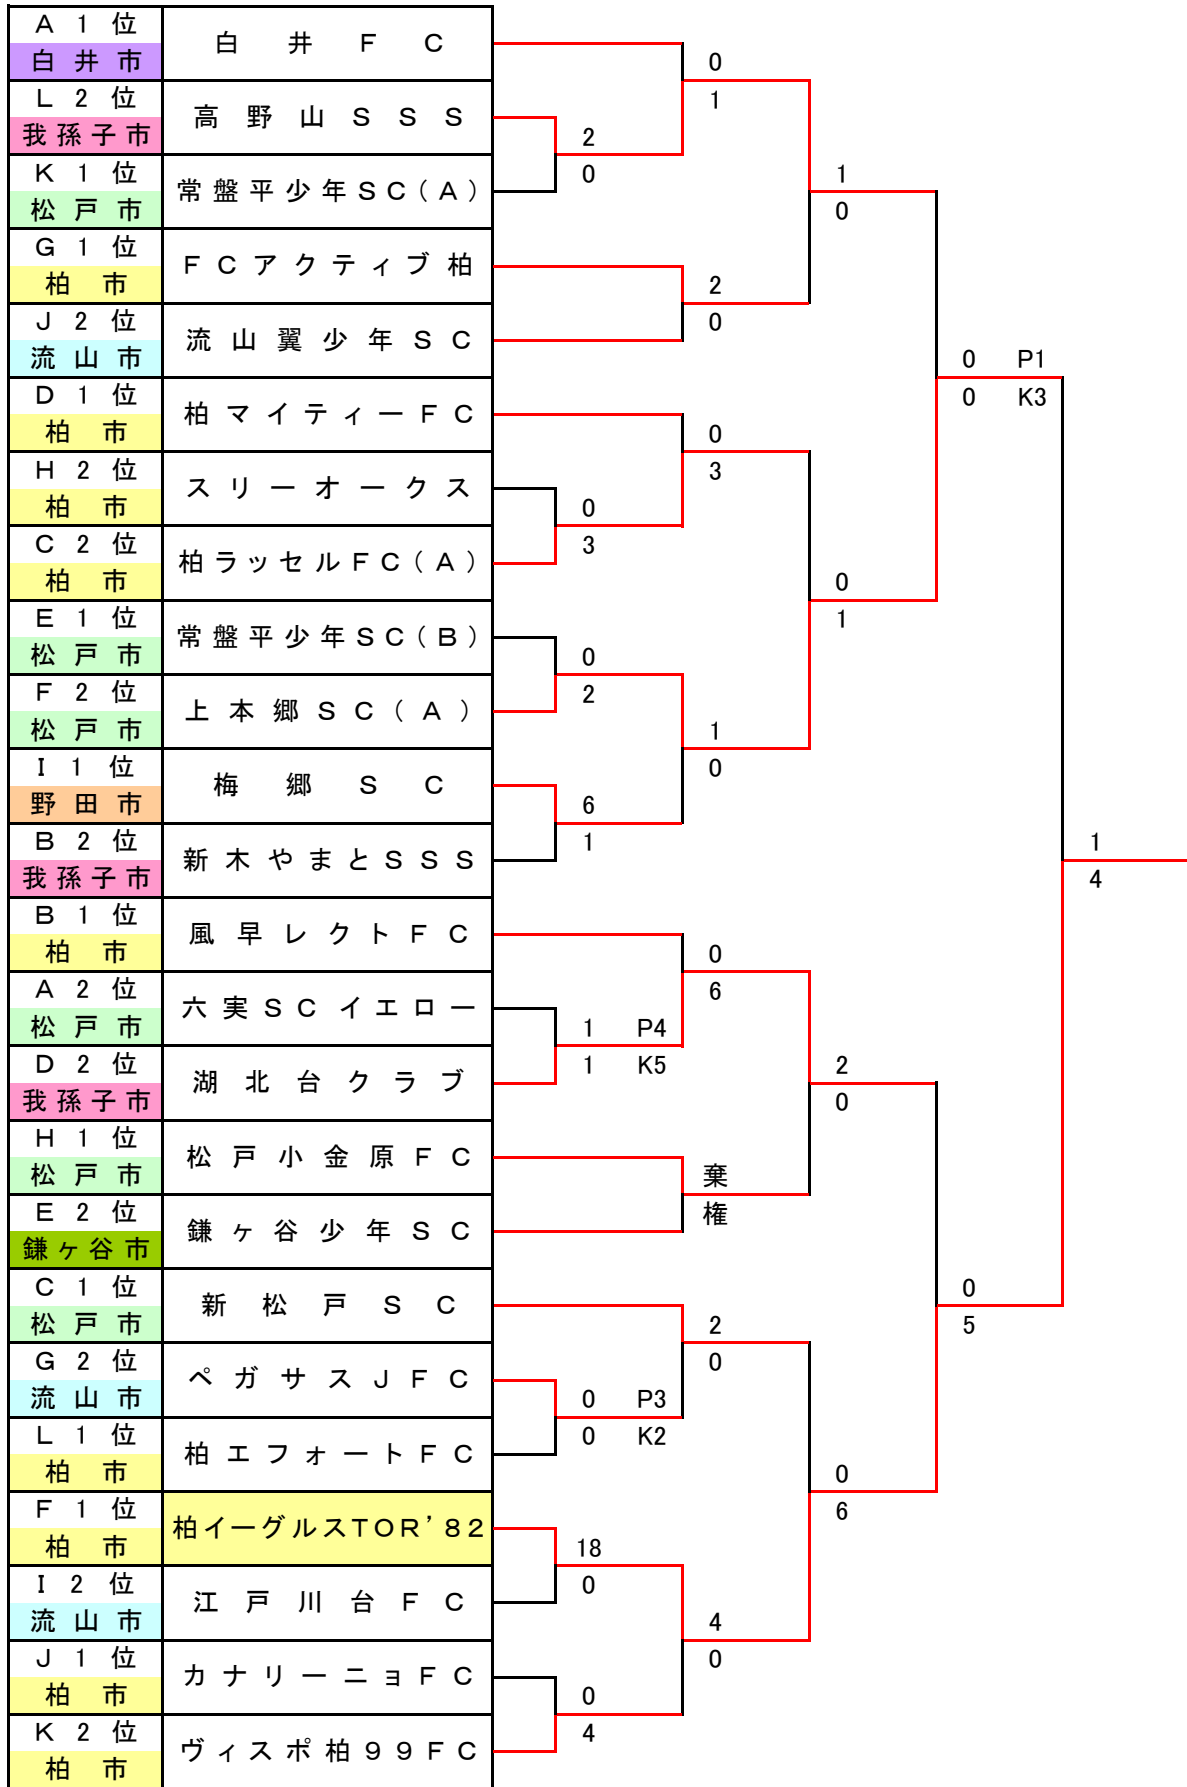 A 1 位
白 井 F C
白 井 市
0
1
L 2 位
高 野 山 S S S
我 孫 子 市
2
0
K 1 位
常 盤 平 少 年 S C ( A )
松 戸 市
1
0
G 1 位
F C ア ク テ ィ ブ 柏
柏 市
2
0
J 2 位
流 山 翼 少 年 S C
流 山 市
0 P1
0 K3
D 1 位
柏 マ イ テ ィ ー F C
柏 市
0
3
H 2 位
ス リ ー オ ー ク ス
柏 市
0
3
C 2 位
柏 ラ ッ セ ル F C ( A )
柏 市
0
1
E 1 位
常 盤 平 少 年 S C ( B )
松 戸 市
0
2
F 2 位
上 本 郷 S C ( A )
松 戸 市
1
0
I 1 位
梅 郷 S C
野 田 市
6
1
B 2 位
新 木 や ま と S S S
我 孫 子 市
1
4
B 1 位
風 早 レ ク ト F C
柏 市
0
6
A 2 位
六 実 S C イ エ ロ ー
松 戸 市
1 P4
1 K5
D 2 位
湖 北 台 ク ラ ブ
我 孫 子 市
2
0
H 1 位
松 戸 小 金 原 F C
松 戸 市
棄
権
E 2 位
鎌 ヶ 谷 少 年 S C
鎌 ヶ 谷 市
0
5
C 1 位
新 松 戸 S C
松 戸 市
2
0
G 2 位
ペ ガ サ ス J F C
流 山 市
0 P3
0 K2
L 1 位
柏 エ フ ォ ー ト F C
柏 市
0
6
F 1 位
柏イーグルスTOR’82
柏 市
18
0
I 2 位
江 戸 川 台 F C
流 山 市
4
0
J 1 位
カ ナ リ ー ニ ョ F C
柏 市
0
4
K 2 位
ヴ ィ ス ポ 柏 9 9 F C
柏 市